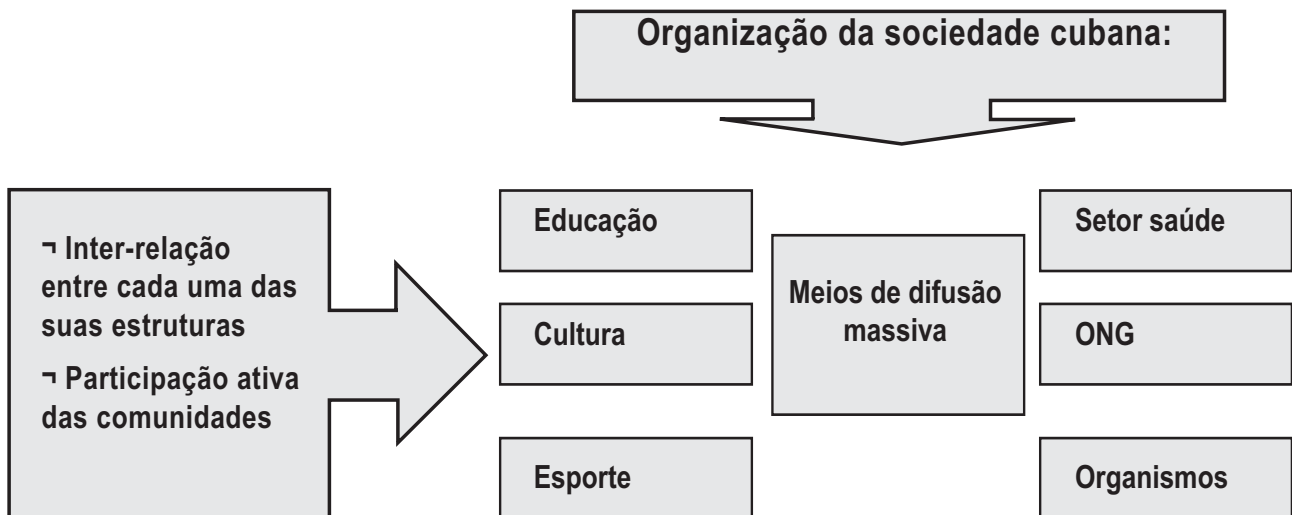 Organização da sociedade cubana:
¬ Inter-relação
entre cada uma das
suas estruturas
¬ Participação ativa
das comunidades
Educação
Cultura
Esporte
Meios de difusão
massiva
Setor saúde
ONG
Organismos